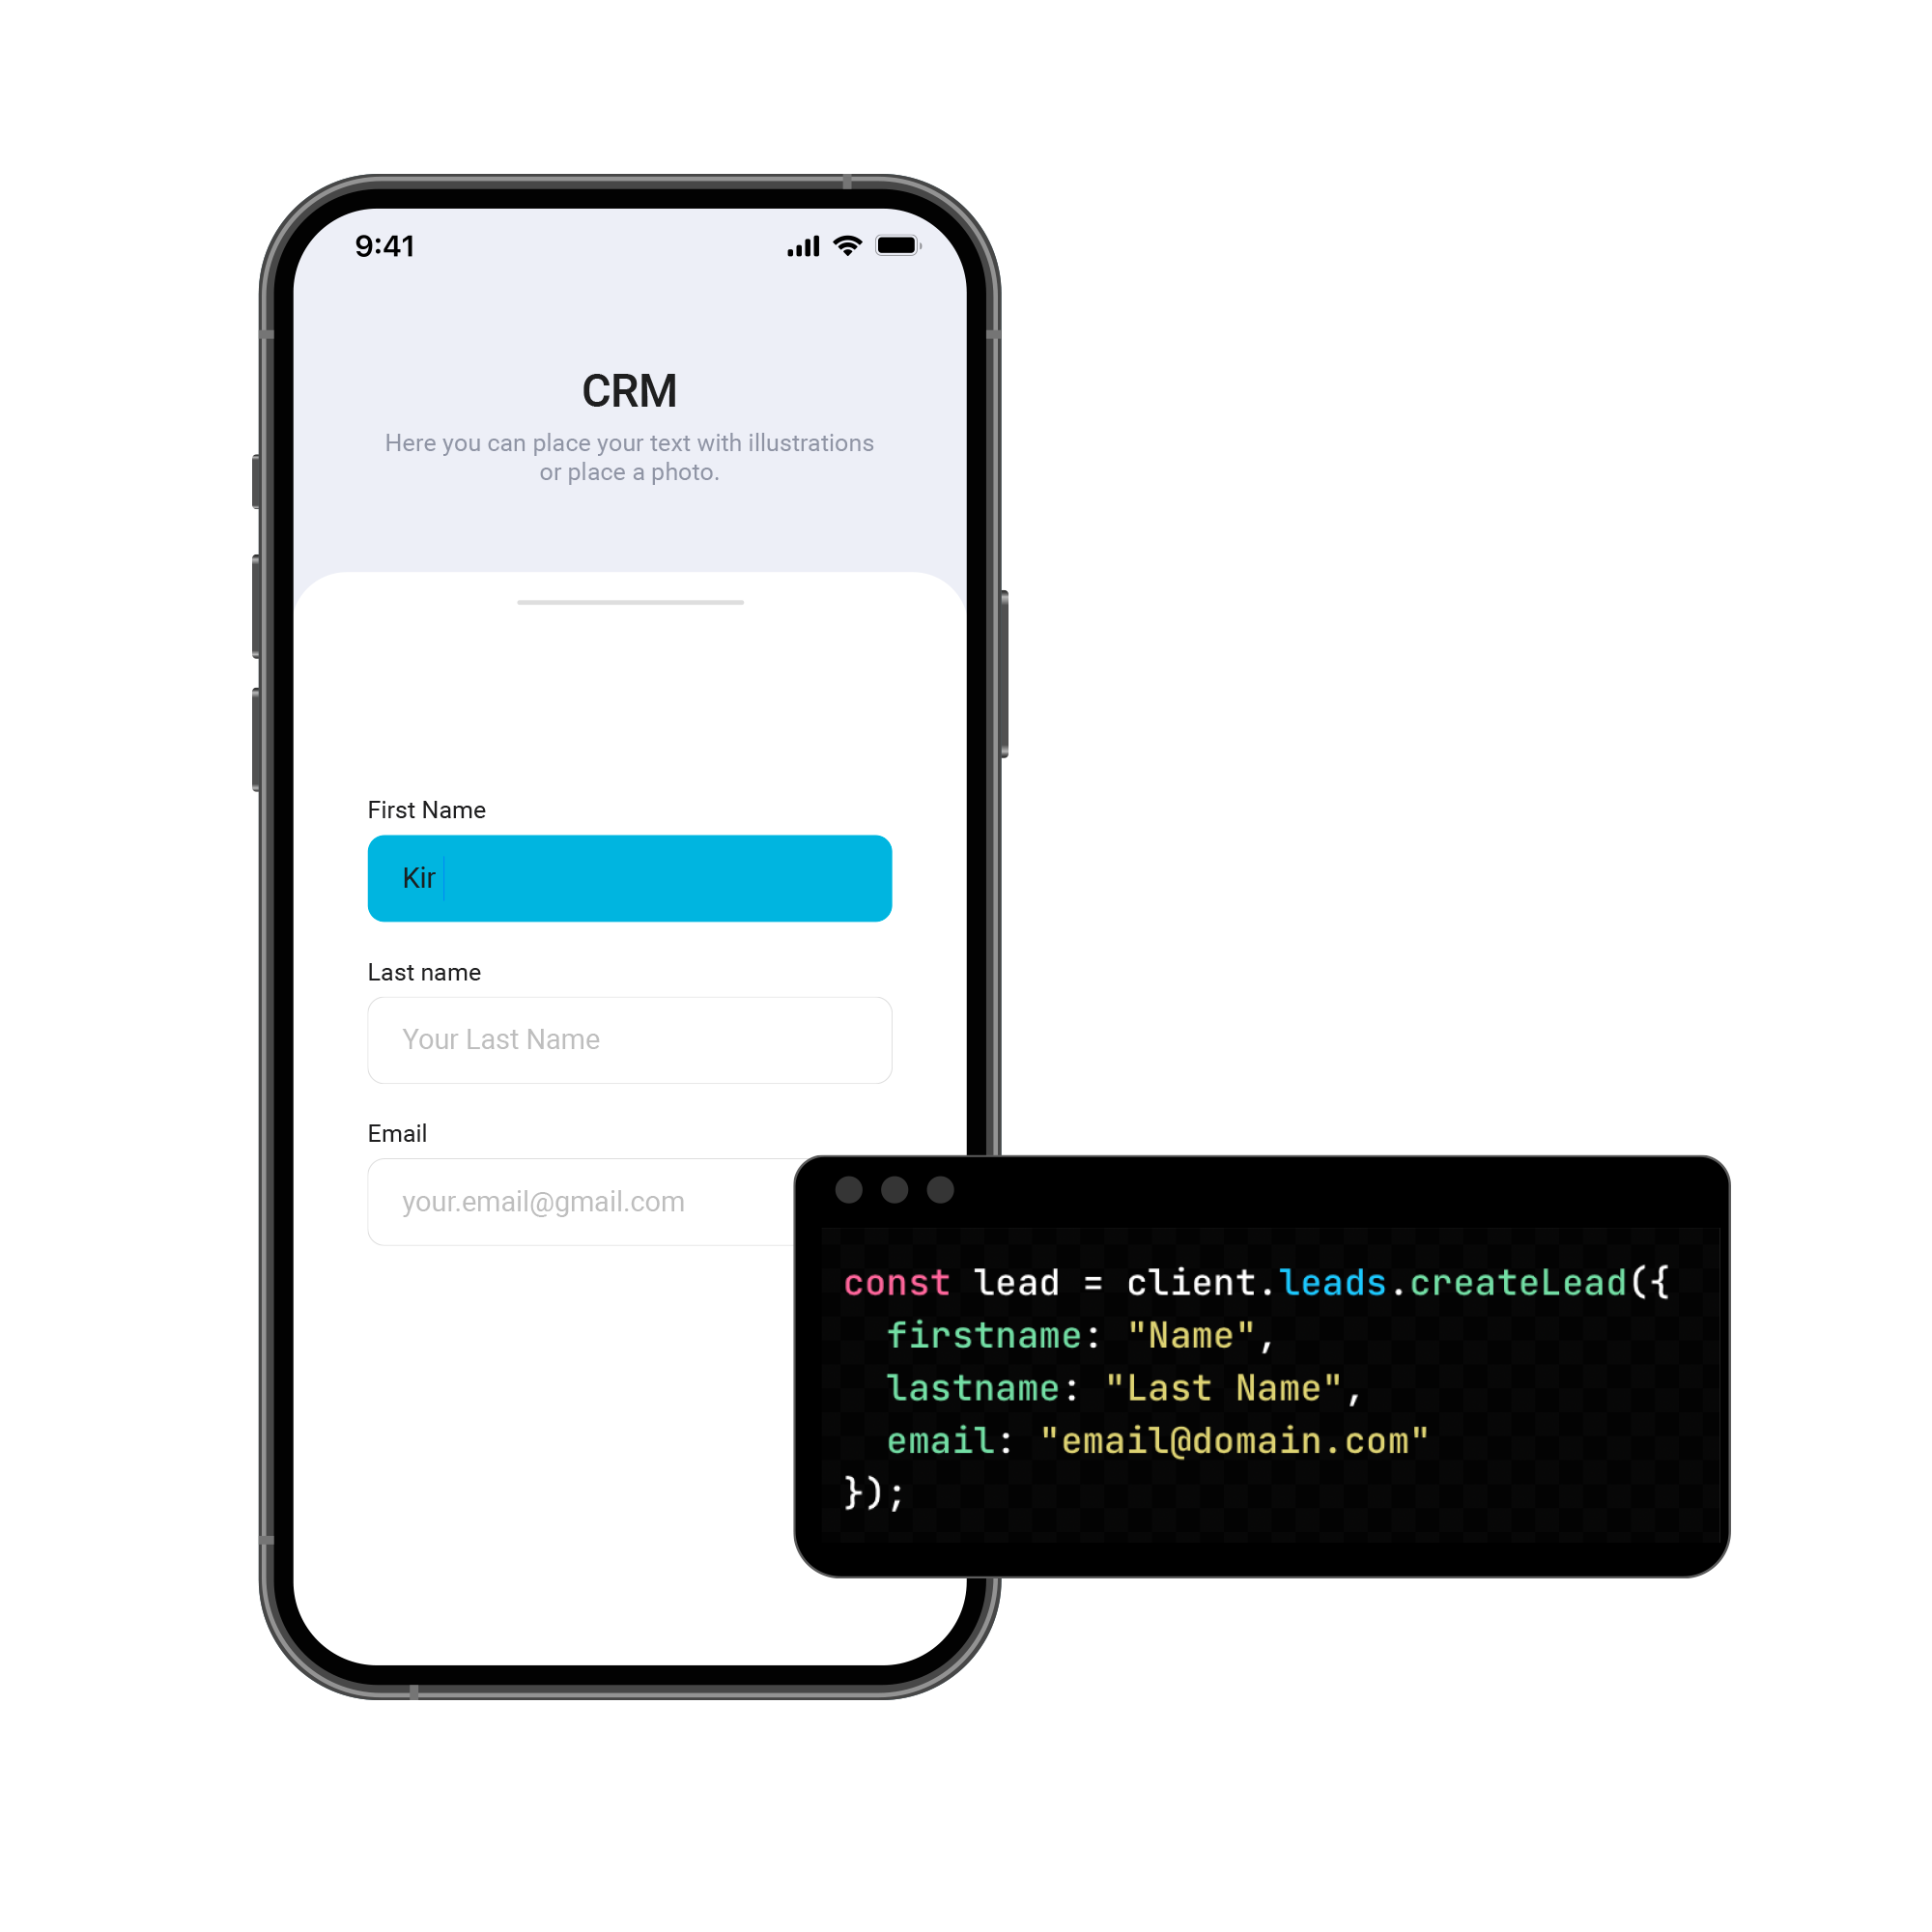 9:41
CRM
Here you can place your text with illustrations
or place a photo.
First Name
Kir
Last name
Your Last Name
Email
your.email@gmail.com
const lead = client.leads.createLead({
  firstname: "Name",
  lastname: "Last Name",
  email: "email@domain.com"
});